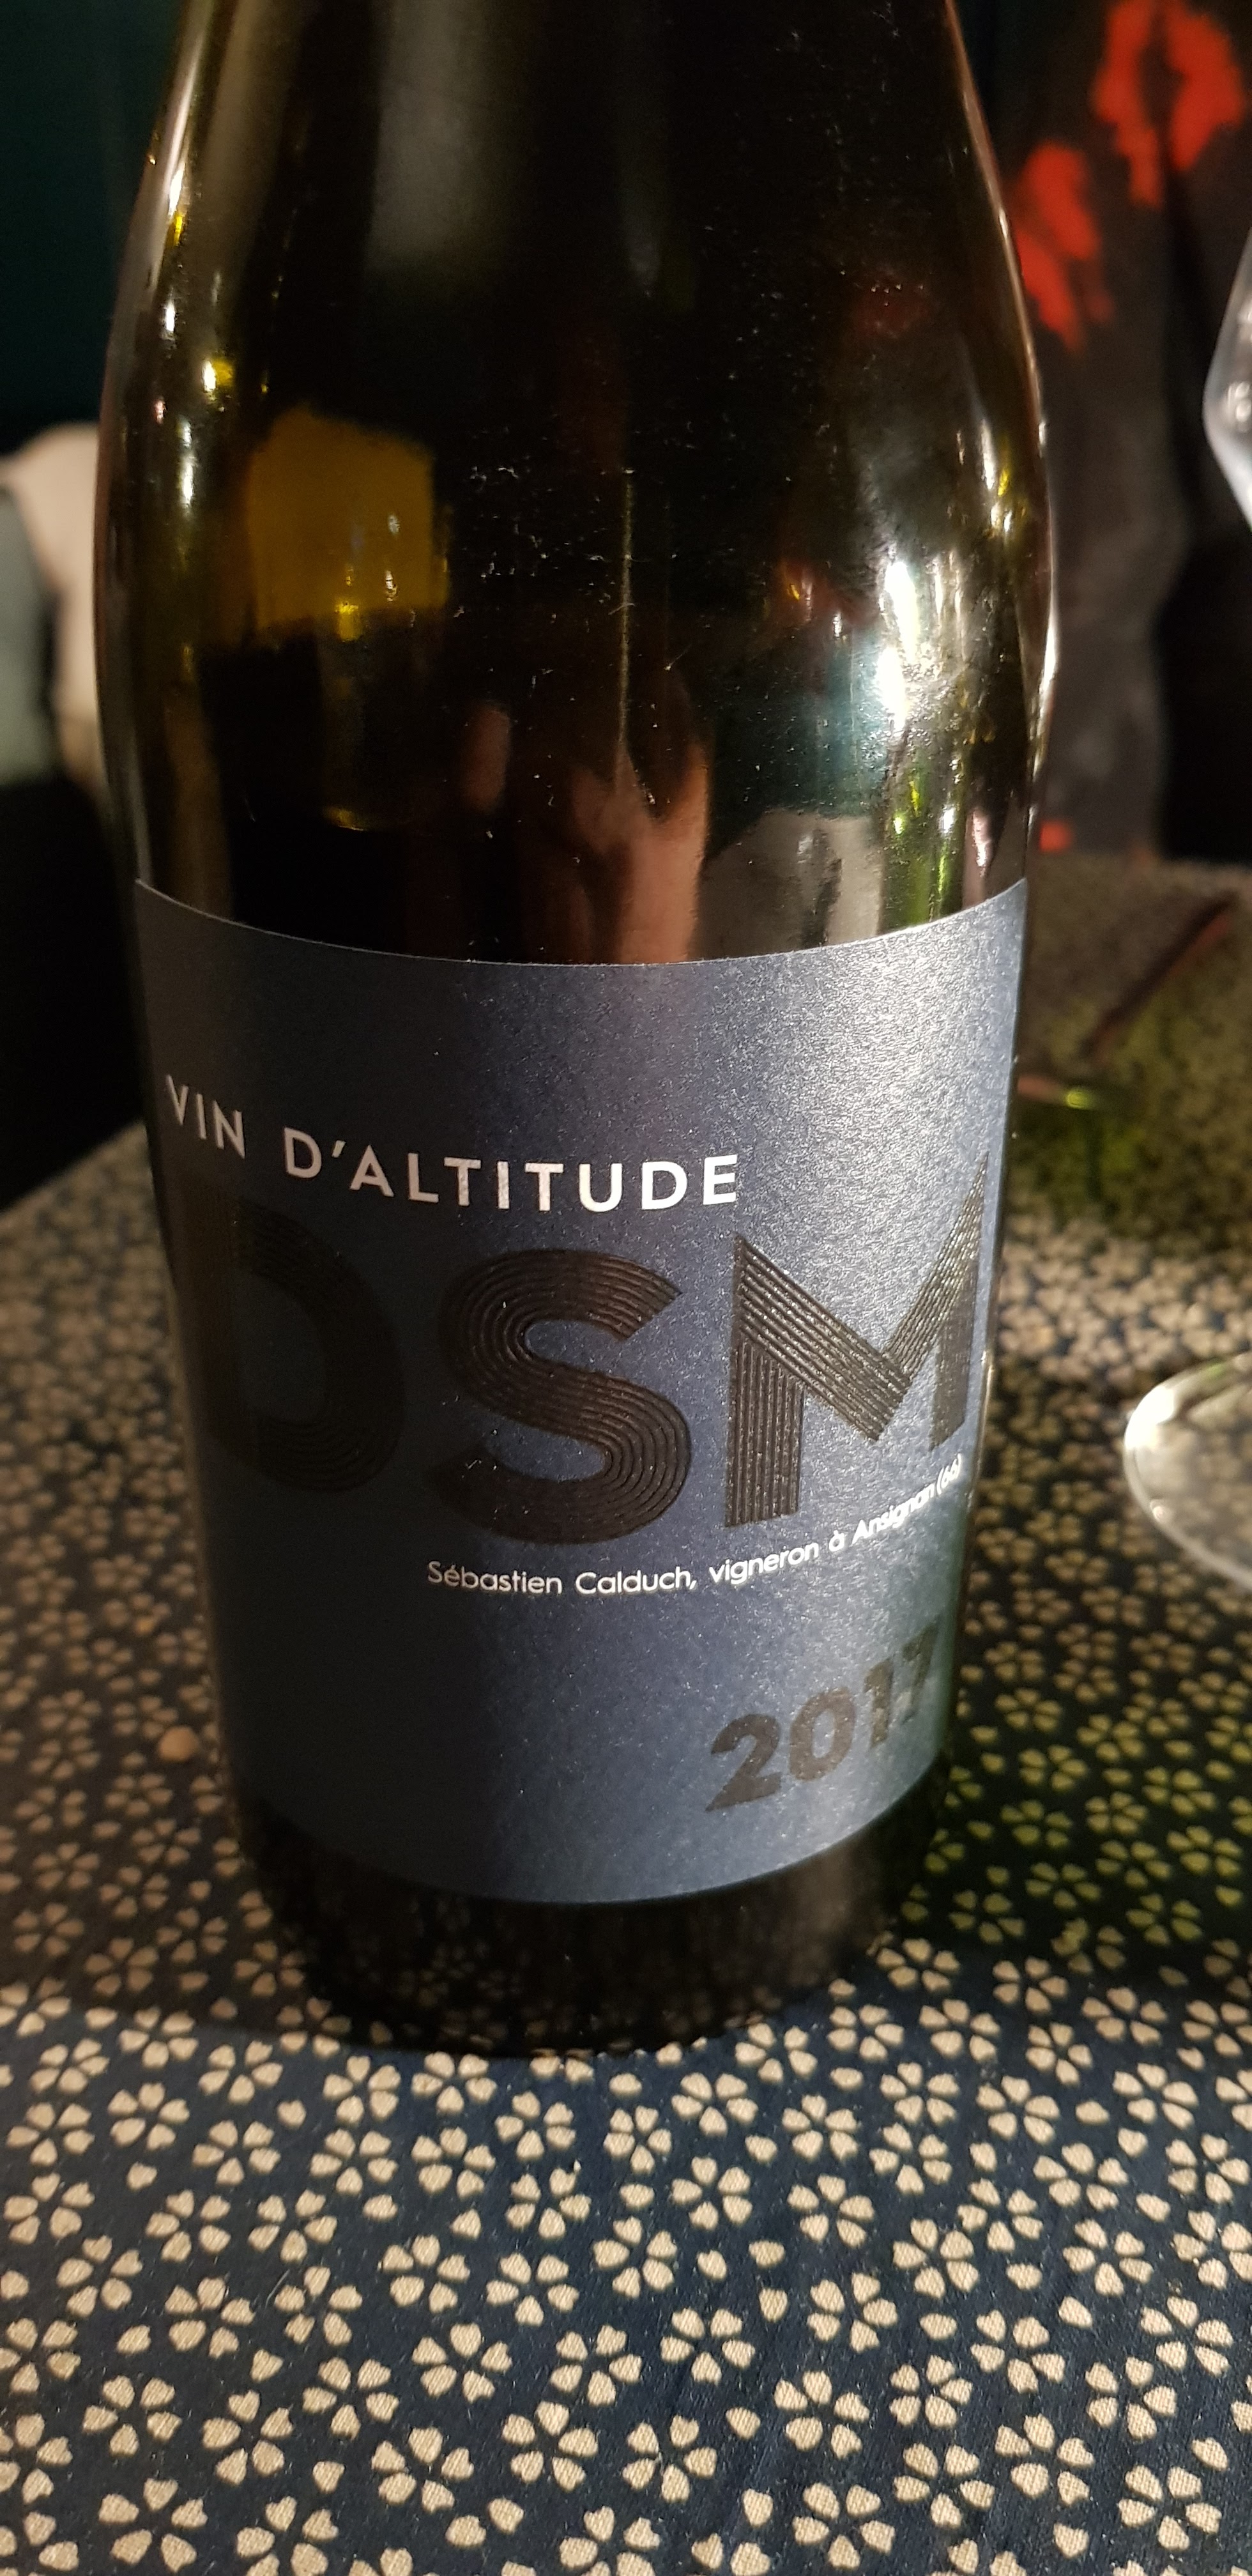 VIN D'ALTITUDE
DSM
Sébastien Calduch, vigneron à Ansignan (66)
2017